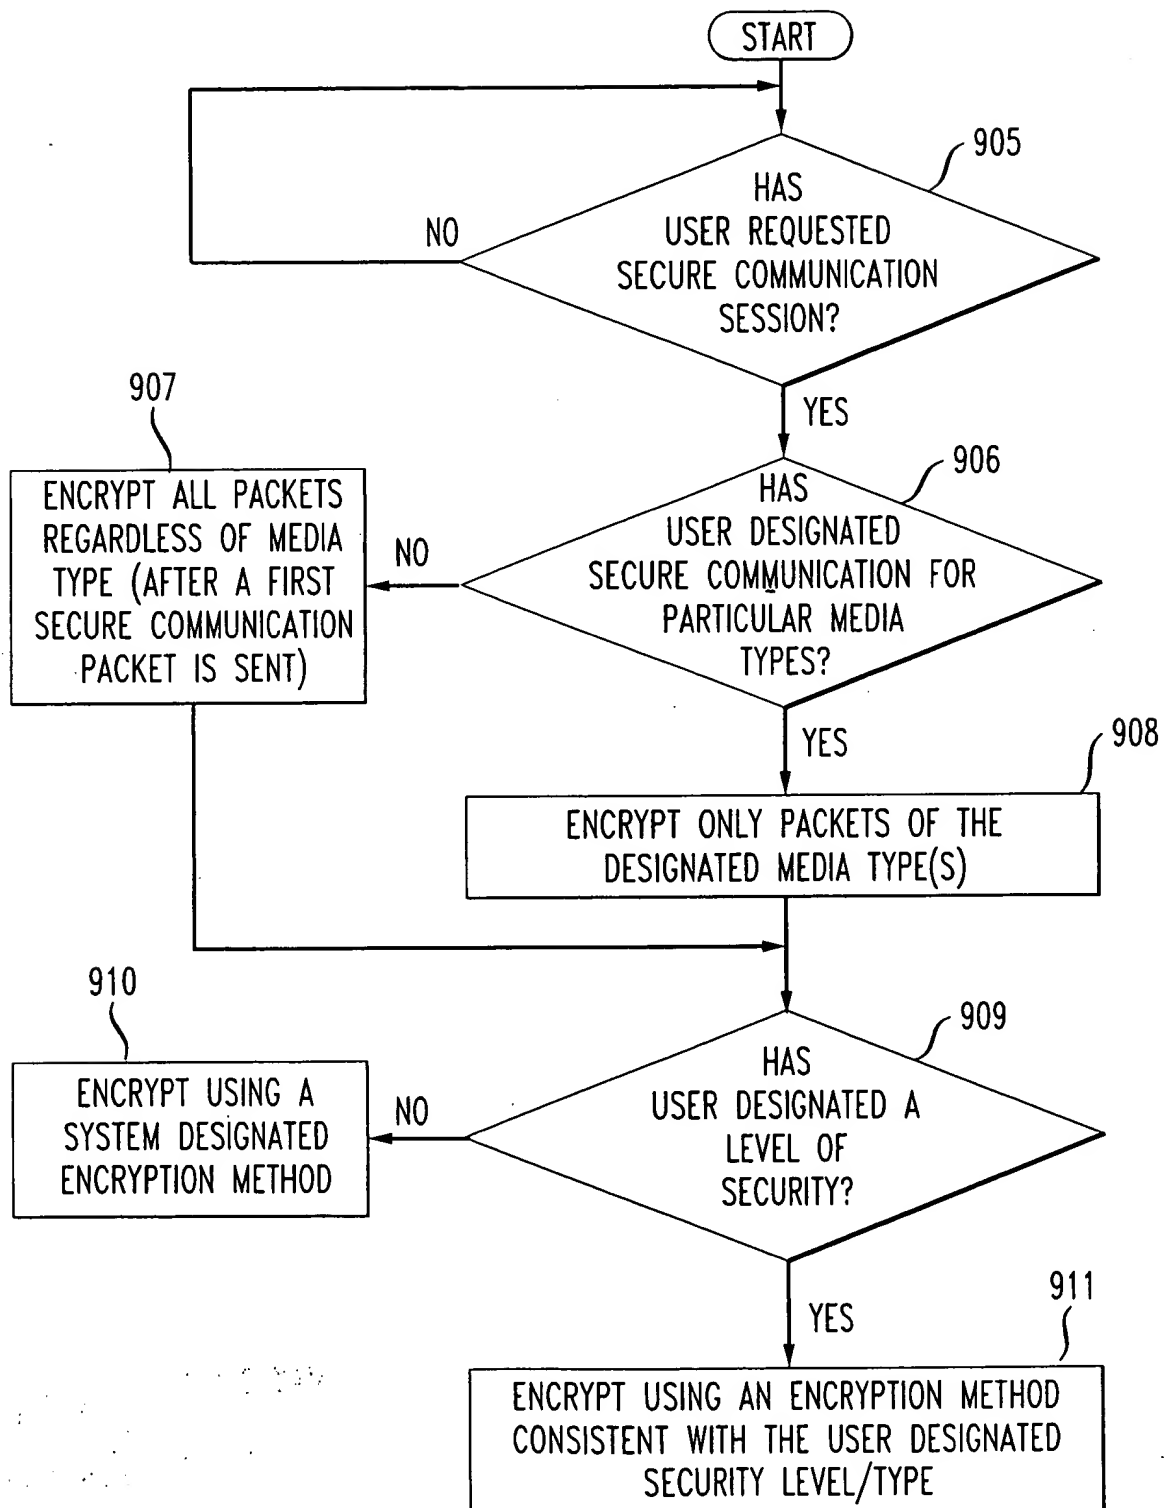 START
905
HAS
USER REQUESTED
SECURE COMMUNICATION
SESSION?
NO
YES
907
ENCRYPT ALL PACKETS
REGARDLESS OF MEDIA
TYPE (AFTER A FIRST
SECURE COMMUNICATION
PACKET IS SENT)
906
HAS
USER DESIGNATED
SECURE COMMUNICATION FOR
PARTICULAR MEDIA
TYPES?
NO
YES
908
ENCRYPT ONLY PACKETS OF THE
DESIGNATED MEDIA TYPE(S)
910
909
HAS
USER DESIGNATED A
LEVEL OF
SECURITY?
NO
ENCRYPT USING A
SYSTEM DESIGNATED
ENCRYPTION METHOD
YES
911
ENCRYPT USING AN ENCRYPTION METHOD
CONSISTENT WITH THE USER DESIGNATED
SECURITY LEVEL/TYPE